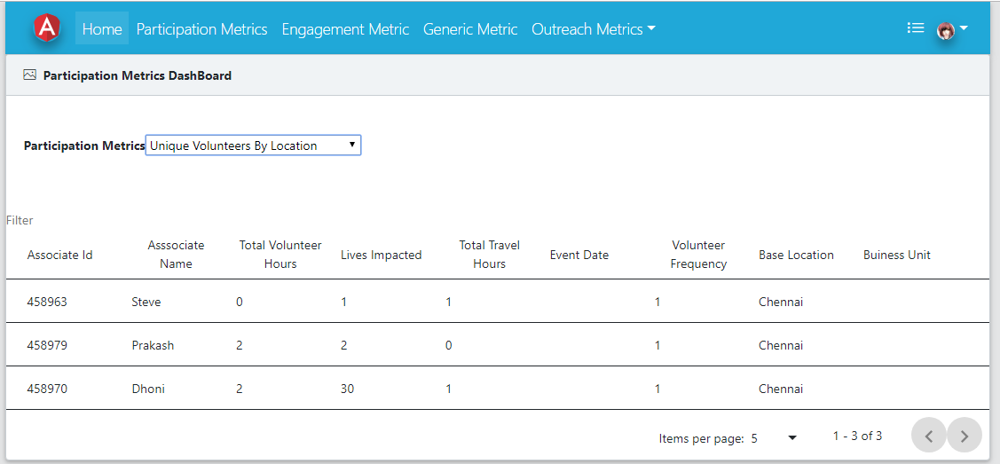 A Home Participation Metrics Engagement Metric Generic Metric Outreach Metrics
Participation Metrics DashBoard
Participation Metrics Unique Volunteers By Location
Filter
Associate Id Asssociate Name Total Volunteer Hours Lives Impacted Total Travel Hours Event Date Volunteer Frequency Base Location Buiness Unit
458963 Steve 0 1 1 1 Chennai
458979 Prakash 2 2 0 1 Chennai
458970 Dhoni 2 30 1 1 Chennai
Items per page: 5 1 - 3 of 3